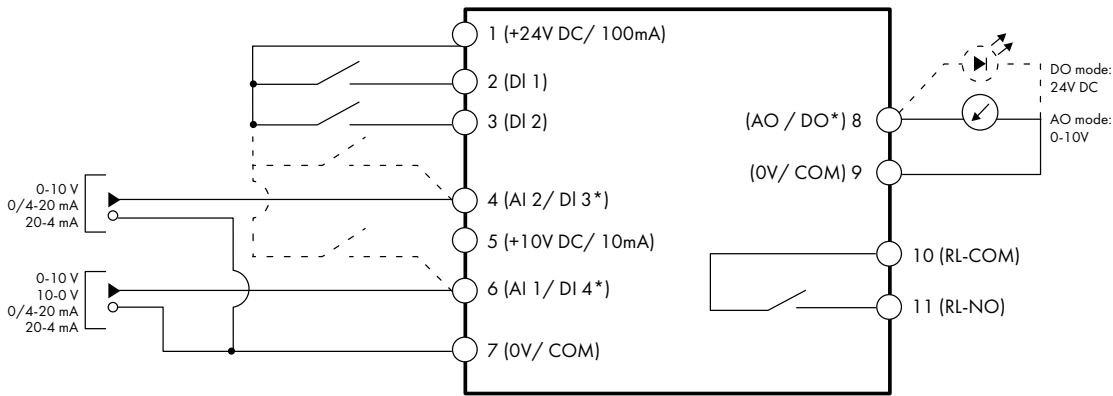 1 (+24V DC/ 100mA)
2 (DI 1)
3 (DI 2)
4 (AI 2/ DI 3*)
5 (+10V DC/ 10mA)
6 (AI 1/ DI 4*)
7 (0V/ COM)
0-10 V
0/4-20 mA
20-4 mA
0-10 V
10-0 V
0/4-20 mA
20-4 mA
(AO / DO*) 8
(0V/ COM) 9
10 (RL-COM)
11 (RL-NO)
DO mode:
24V DC
AO mode:
0-10V